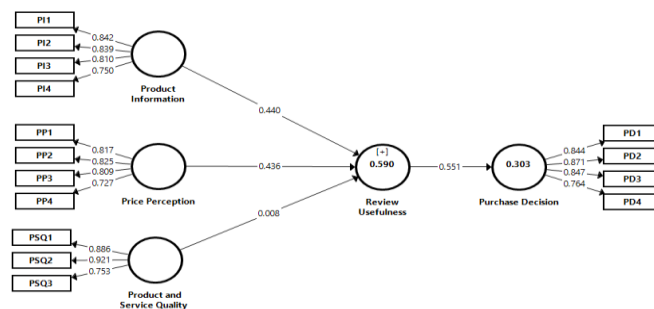 PI1
PI2
PI3
PI4
0.842
0.839
0.810
0.750
Product
Information
0.440
PP1
PP2
PP3
PP4
0.817
0.825
0.809
0.727
Price Perception
0.436
PSQ1
PSQ2
PSQ3
0.886
0.921
0.753
Product and
Service Quality
0.008
[+]
0.590
Review
Usefulness
0.551
0.303
Purchase Decision
0.844
0.871
0.847
0.764
PD1
PD2
PD3
PD4